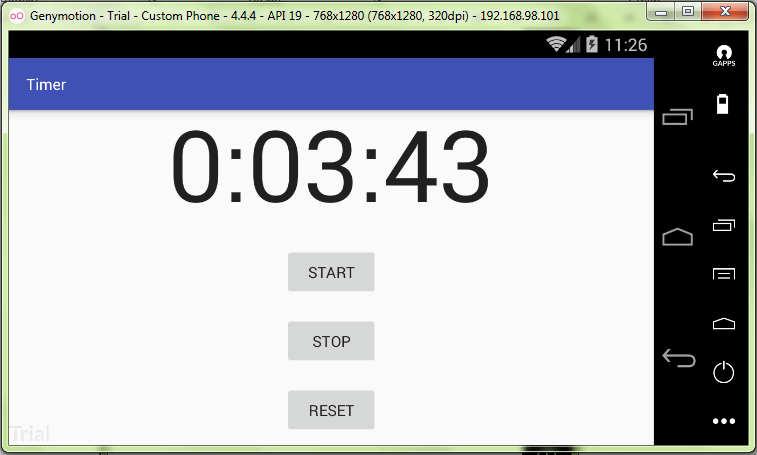 Genymotion - Trial - Custom Phone - 4.4.4 - API 19 - 768x1280 (768x1280, 320dpi) - 192.168.98.101
11:26
GAPPS
Timer
0:03:43
START
STOP
RESET
Trial